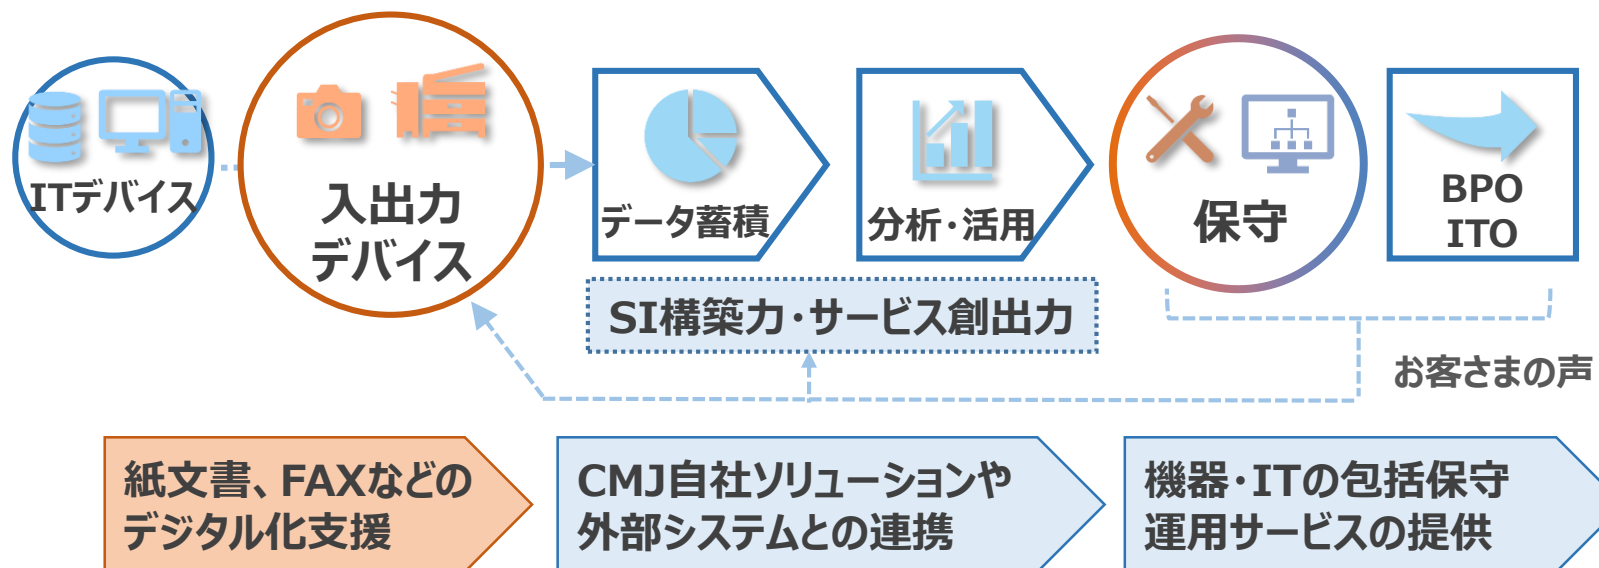 ITデバイス
入出力
デバイス
データ蓄積
分析・活用
保守
BPO
ITO
SI構築力・サービス創出力
お客さまの声
紙文書、FAXなどの
デジタル化支援
CMJ自社ソリューションや
外部システムとの連携
機器・ITの包括保守
運用サービスの提供